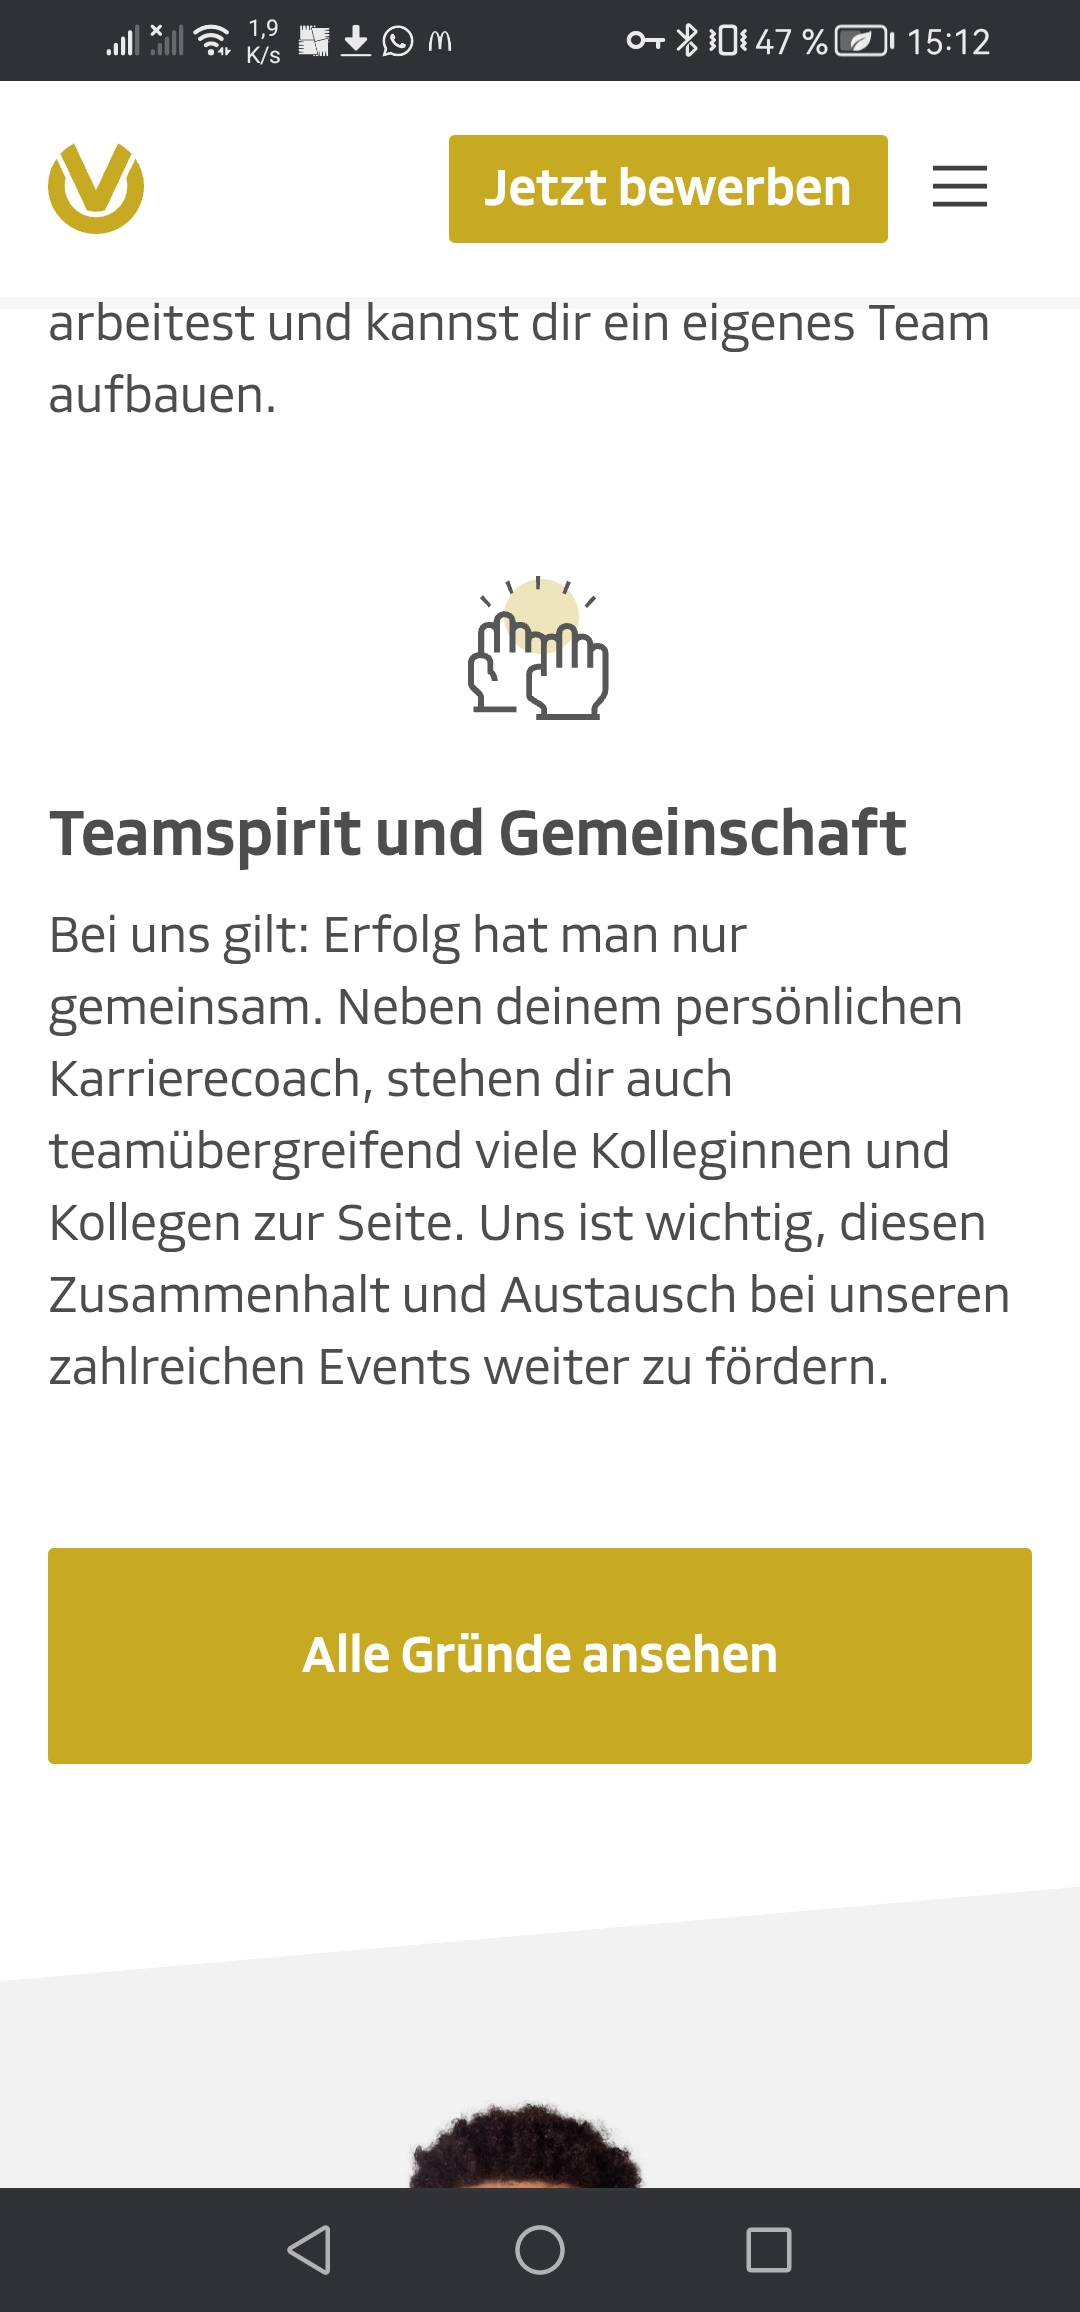 1,9
K/s
47 %
15:12
Jetzt bewerben
arbeitest und kannst dir ein eigenes Team
aufbauen.
Teamspirit und Gemeinschaft
Bei uns gilt: Erfolg hat man nur
gemeinsam. Neben deinem persönlichen
Karrierecoach, stehen dir auch
teamübergreifend viele Kolleginnen und
Kollegen zur Seite. Uns ist wichtig, diesen
Zusammenhalt und Austausch bei unseren
zahlreichen Events weiter zu fördern.
Alle Gründe ansehen